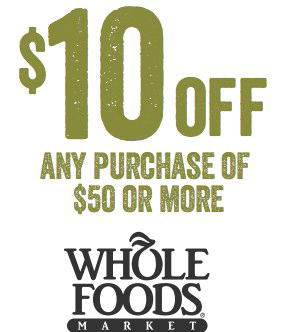 $10 OFF
ANY PURCHASE OF
$50 OR MORE
WHOLE
FOODS®
MARKET